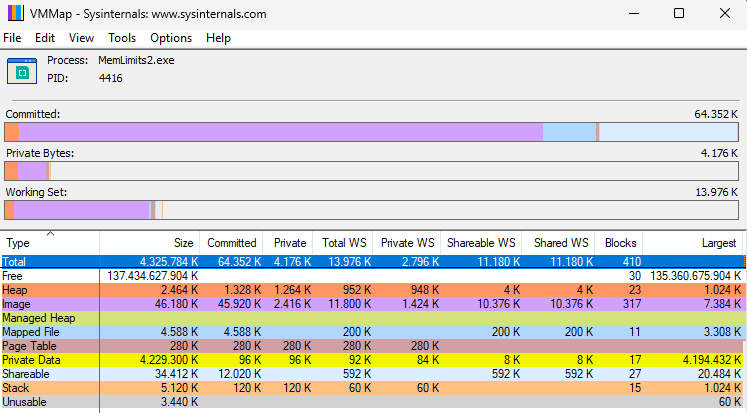 VMMap - Sysinternals: www.sysinternals.com
File Edit View Tools Options Help
Process: MemLimits2.exe
PID: 4416
Committed: 64.352 K
Private Bytes: 4.176 K
Working Set: 13.976 K
Type Size Committed Private Total WS Private WS Shareable WS Shared WS Blocks Largest
Total 4.325.784 K 64.352 K 4.176 K 13.976 K 2.796 K 11.180 K 11.180 K 410
Free 137.434.627.904 K 30 135.360.675.904 K
Heap 2.464 K 1.328 K 1.264 K 952 K 948 K 4 K 4 K 23 1.024 K
Image 46.180 K 45.920 K 2.416 K 11.800 K 1.424 K 10.376 K 10.376 K 317 7.384 K
Managed Heap
Mapped File 4.588 K 4.588 K 200 K 200 K 200 K 11 3.308 K
Page Table 280 K 280 K 280 K 280 K 280 K
Private Data 4.229.300 K 96 K 96 K 92 K 84 K 8 K 8 K 17 4.194.432 K
Shareable 34.412 K 12.020 K 592 K 592 K 592 K 27 20.484 K
Stack 5.120 K 120 K 120 K 60 K 60 K 15 1.024 K
Unusable 3.440 K 60 K